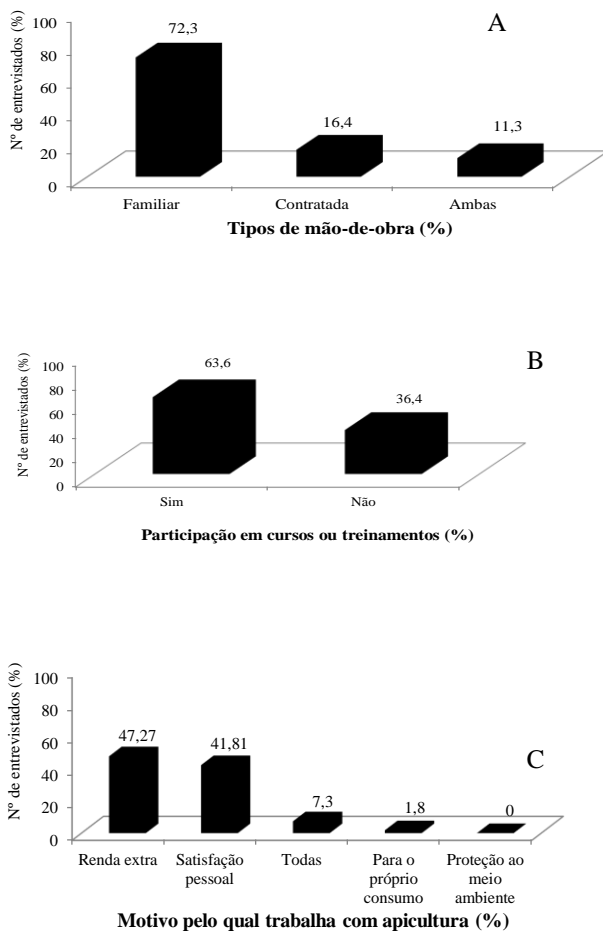 A
Nº de entrevistados (%)
100
80
60
40
20
0
72,3
16,4
11,3
Familiar
Contratada
Ambas
Tipos de mão-de-obra (%)
B
Nº de entrevistados (%)
100
80
60
40
20
0
63,6
36,4
Sim
Não
Participação em cursos ou treinamentos (%)
C
Nº de entrevistados (%)
100
80
60
40
20
0
47,27
41,81
7,3
1,8
0
Renda extra
Satisfação
pessoal
Todas
Para o
próprio
consumo
Proteção ao
meio
ambiente
Motivo pelo qual trabalha com apicultura (%)